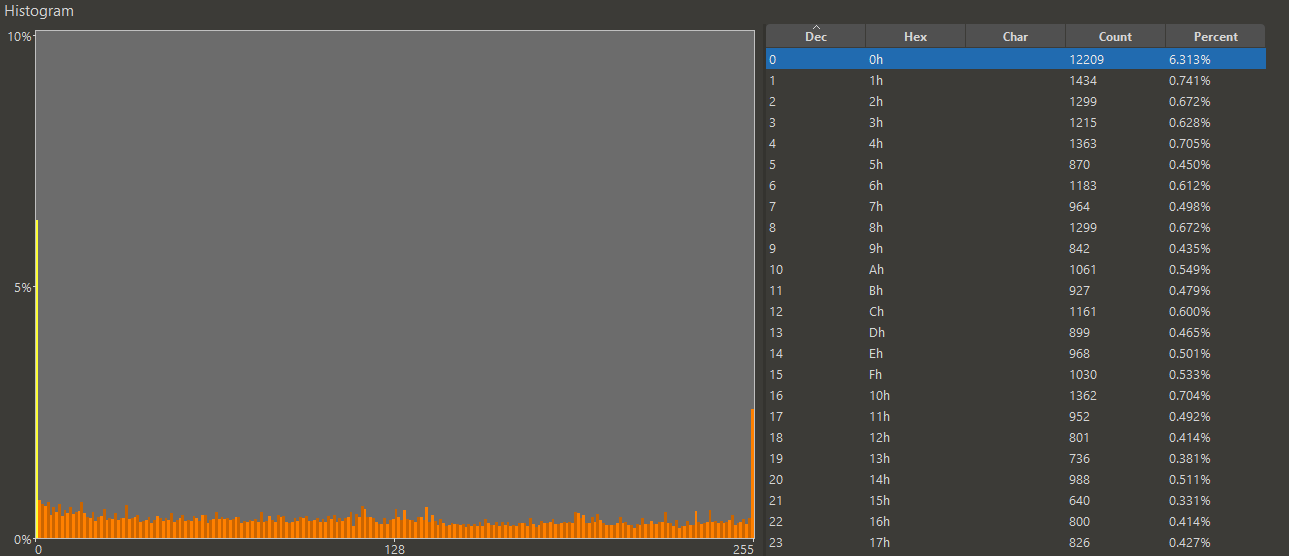 Histogram
10%
5%
0%
0 128 255
Dec Hex Char Count Percent
0 0h 12209 6.313%
1 1h 1434 0.741%
2 2h 1299 0.672%
3 3h 1215 0.628%
4 4h 1363 0.705%
5 5h 870 0.450%
6 6h 1183 0.612%
7 7h 964 0.498%
8 8h 1299 0.672%
9 9h 842 0.435%
10 Ah 1061 0.549%
11 Bh 927 0.479%
12 Ch 1161 0.600%
13 Dh 899 0.465%
14 Eh 968 0.501%
15 Fh 1030 0.533%
16 10h 1362 0.704%
17 11h 952 0.492%
18 12h 801 0.414%
19 13h 736 0.381%
20 14h 988 0.511%
21 15h 640 0.331%
22 16h 800 0.414%
23 17h 826 0.427%